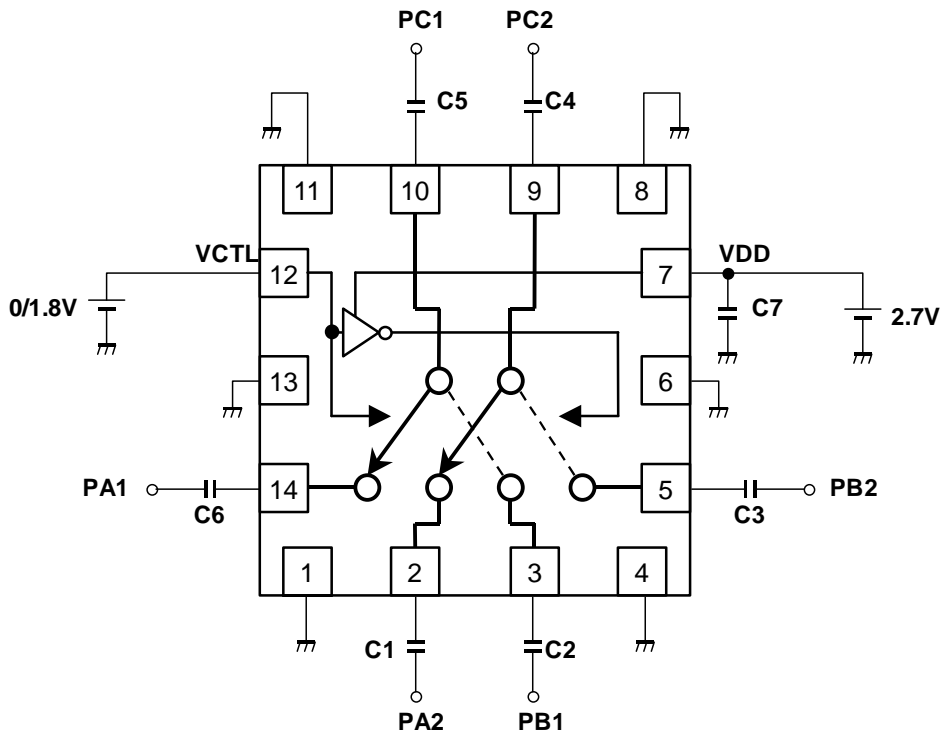 PC1 PC2
C5 C4
11 10 9 8
VCTL VDD
12 7
0/1.8V C7 2.7V
13 6
PA1 14 5 PB2
C6 C3
1 2 3 4
C1 C2
PA2 PB1